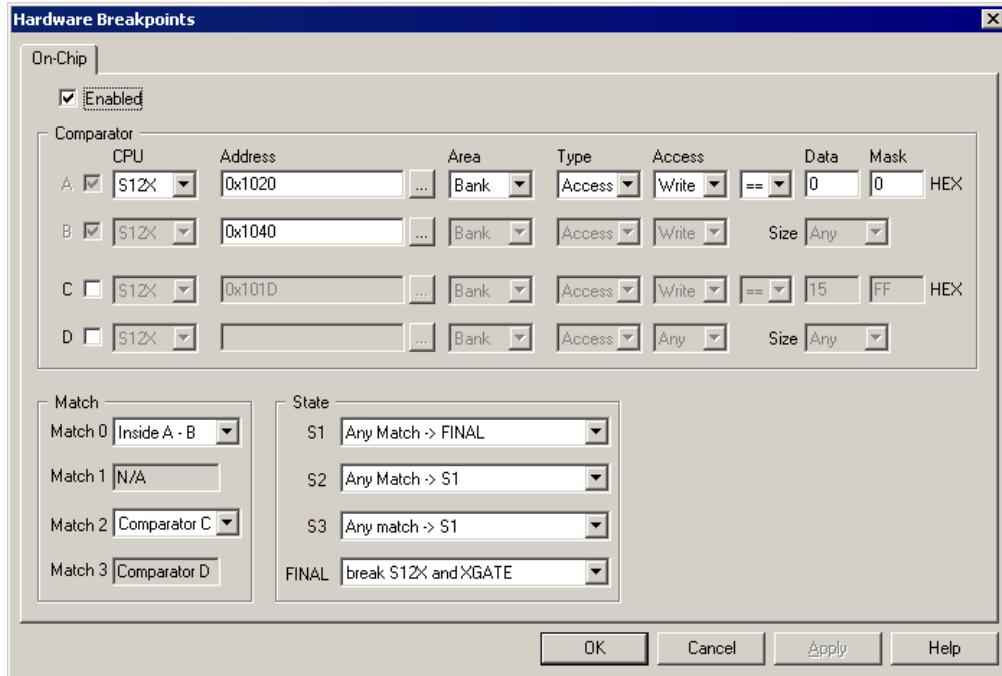 Hardware Breakpoints
On-Chip
Enabled
Comparator
CPU Address Area Type Access Data Mask
A S12X 0x1020 ... Bank Access Write == 0 0 HEX
B S12X 0x1040 ... Bank Access Write Size Any
C S12X 0x101D ... Bank Access Write == 15 FF HEX
D S12X ... Bank Access Any Size Any
Match State
Match 0 Inside A - B S1 Any Match -> FINAL
Match 1 N/A S2 Any Match -> S1
Match 2 Comparator C S3 Any match -> S1
Match 3 Comparator D FINAL break S12X and XGATE
OK Cancel Apply Help